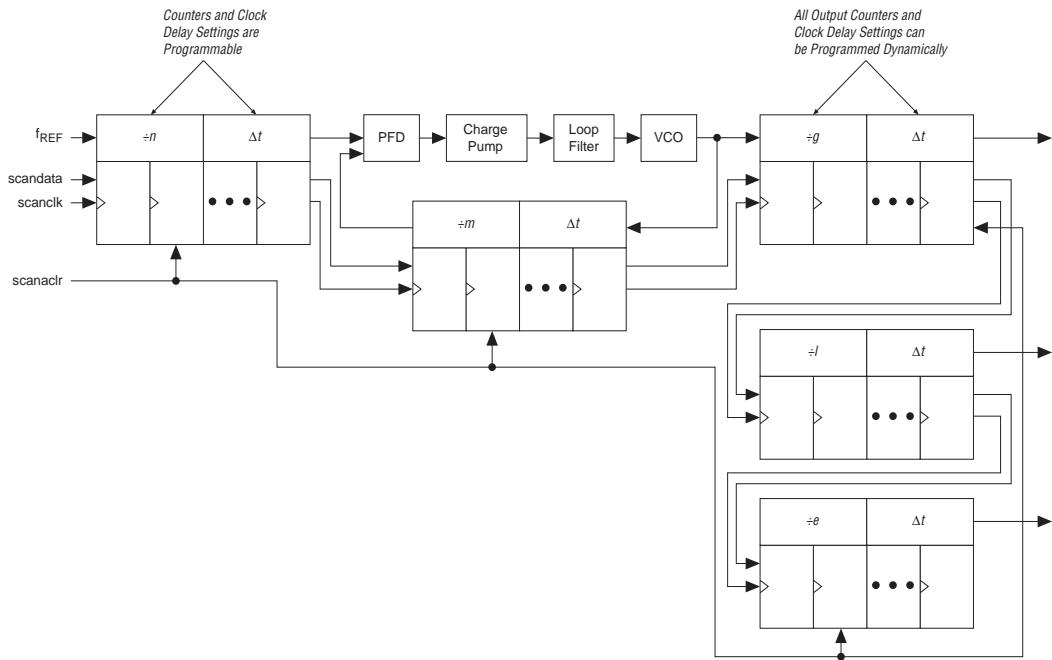 Counters and Clock
Delay Settings are
Programmable
All Output Counters and
Clock Delay Settings can
be Programmed Dynamically
fREF
÷n
Δt
PFD
Charge
Pump
Loop
Filter
VCO
÷g
Δt
scandata
scanclk
÷m
Δt
scanaclr
÷l
Δt
÷e
Δt